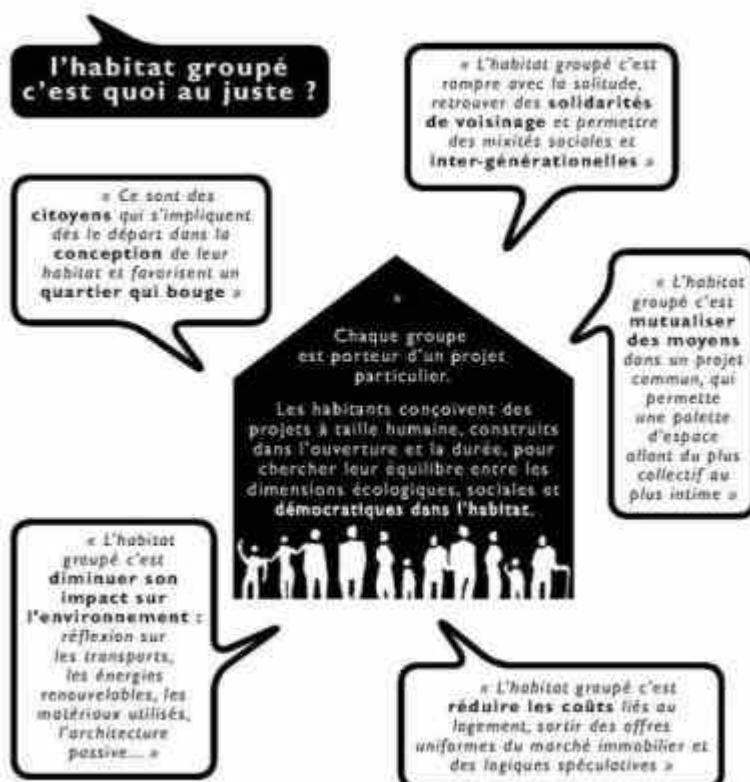 l'habitat groupé
c'est quoi au juste ?
« L'habitat groupé c'est
rompre avec la solitude,
retrouver des solidarités
de voisinage et permettre
des mixités sociales et
inter-générationelles »
« Ce sont des
citoyens qui s'impliquent
dès le départ dans la
conception de leur
habitat et favorisent un
quartier qui bouge »
« L'habitat
groupé c'est
mutualiser
des moyens
dans un projet
commun, qui
permette
une palette
d'espace
allant du plus
collectif au
plus intime »
Chaque groupe
est porteur d'un projet
particulier.
Les habitants conçoivent des
projets à taille humaine, construits
dans l'ouverture et la durée, pour
chercher leur équilibre entre les
dimensions écologiques, sociales et
démocratiques dans l'habitat.
« L'habitat
groupé c'est
diminuer son
impact sur
l'environnement :
réflexion sur
les transports,
les énergies
renouvelables, les
matériaux utilisés,
l'architecture
passive... »
« L'habitat groupé c'est
réduire les coûts liés au
logement, sortir des offres
uniformes du marché immobilier et
des logiques spéculatives »